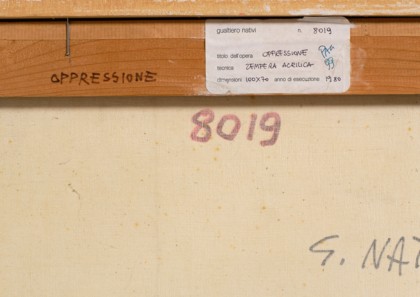 gualtiero nativi n. 8019
titolo dell'opera OPPRESSIONE
tecnica TEMPERA ACRILICA
dimensioni 100X70 anno di esecuzione 1980
OPPRESSIONE
8019
G. NAT